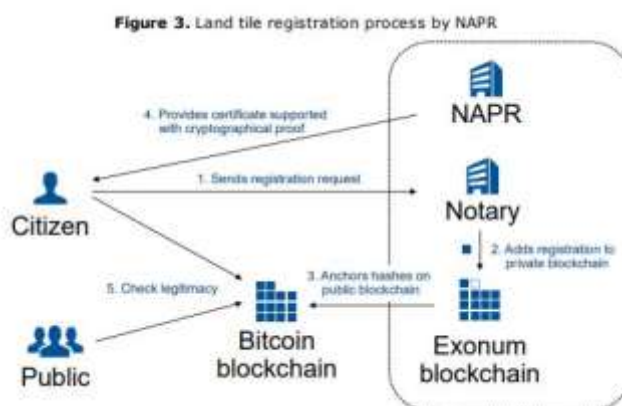 Figure 3. Land tile registration process by NAPR
4. Provides certificate supported
with cryptographical proof
NAPR
1. Sends registration request
Citizen
Notary
2. Adds registration to
private blockchain
3. Anchors hashes on
public blockchain
5. Check legitimacy
Public
Bitcoin
blockchain
Exonum
blockchain